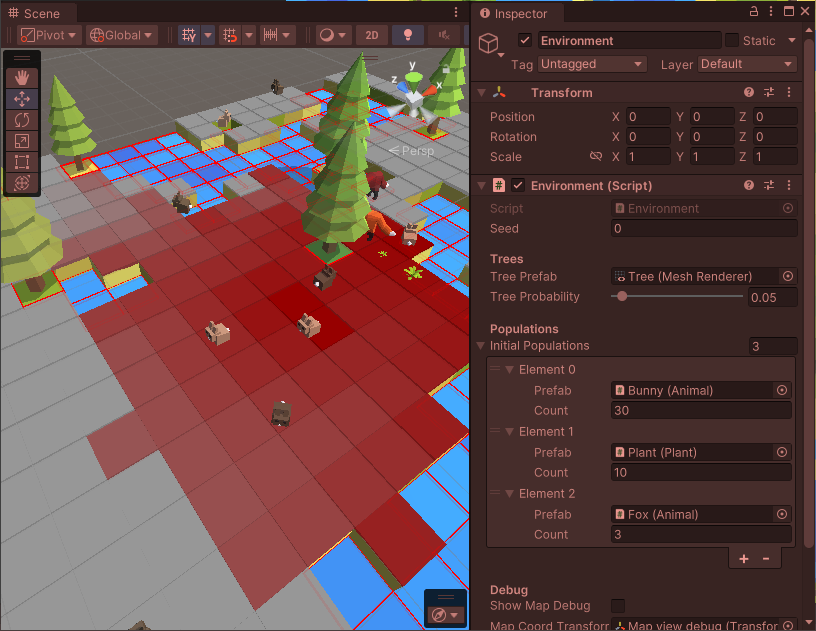 Scene
Inspector
Pivot
Global
2D
Environment
Static
Tag Untagged Layer Default
Transform
Position X 0 Y 0 Z 0
Rotation X 0 Y 0 Z 0
Scale X 1 Y 1 Z 1
y
z
x
Persp
# Environment (Script)
Script # Environment
Seed 0
Trees
Tree Prefab Tree (Mesh Renderer)
Tree Probability 0.05
Populations
Initial Populations 3
Element 0
Prefab # Bunny (Animal)
Count 30
Element 1
Prefab # Plant (Plant)
Count 10
Element 2
Prefab # Fox (Animal)
Count 3
+ -
Debug
Show Map Debug
Map Coord Transform Map view debug (Transfor